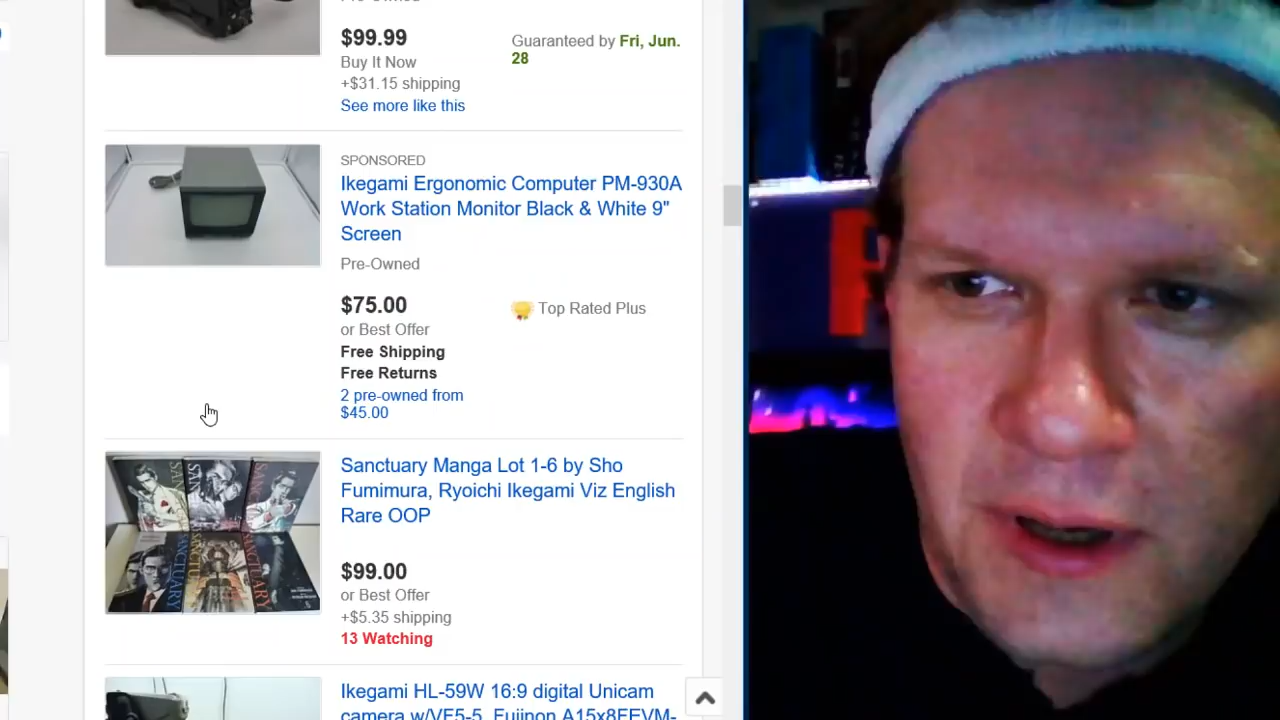 $99.99
Guaranteed by Fri, Jun.
28
Buy It Now
+$31.15 shipping
See more like this
SPONSORED
Ikegami Ergonomic Computer PM-930A
Work Station Monitor Black & White 9"
Screen
Pre-Owned
$75.00
Top Rated Plus
or Best Offer
Free Shipping
Free Returns
2 pre-owned from
$45.00
Sanctuary Manga Lot 1-6 by Sho
Fumimura, Ryoichi Ikegami Viz English
Rare OOP
SANCTUARY
SANCTUARY
$99.00
or Best Offer
+$5.35 shipping
13 Watching
Ikegami HL-59W 16:9 digital Unicam